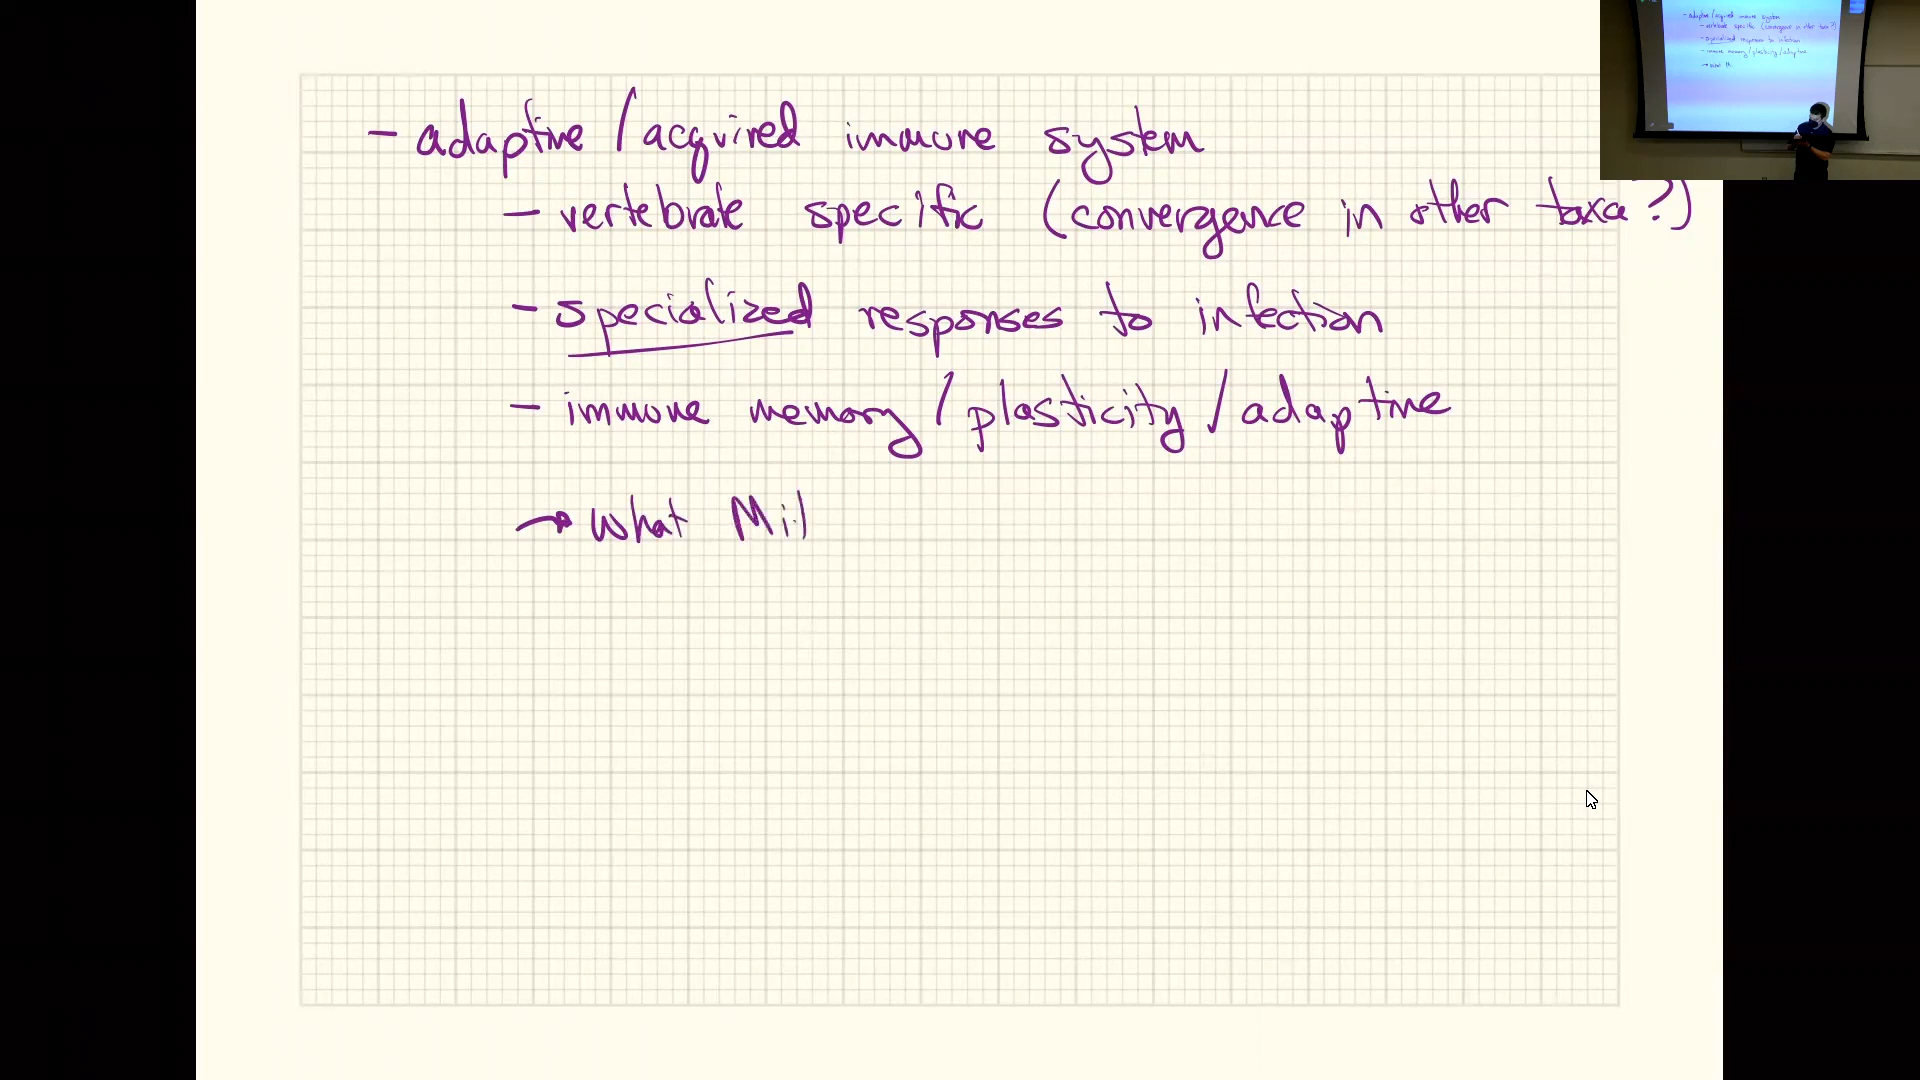 - adaptive / acquired immune system
- vertebrate specific (convergence in other taxa?)
- specialized responses to infection
- immune memory / plasticity / adaptive
→ what Mil